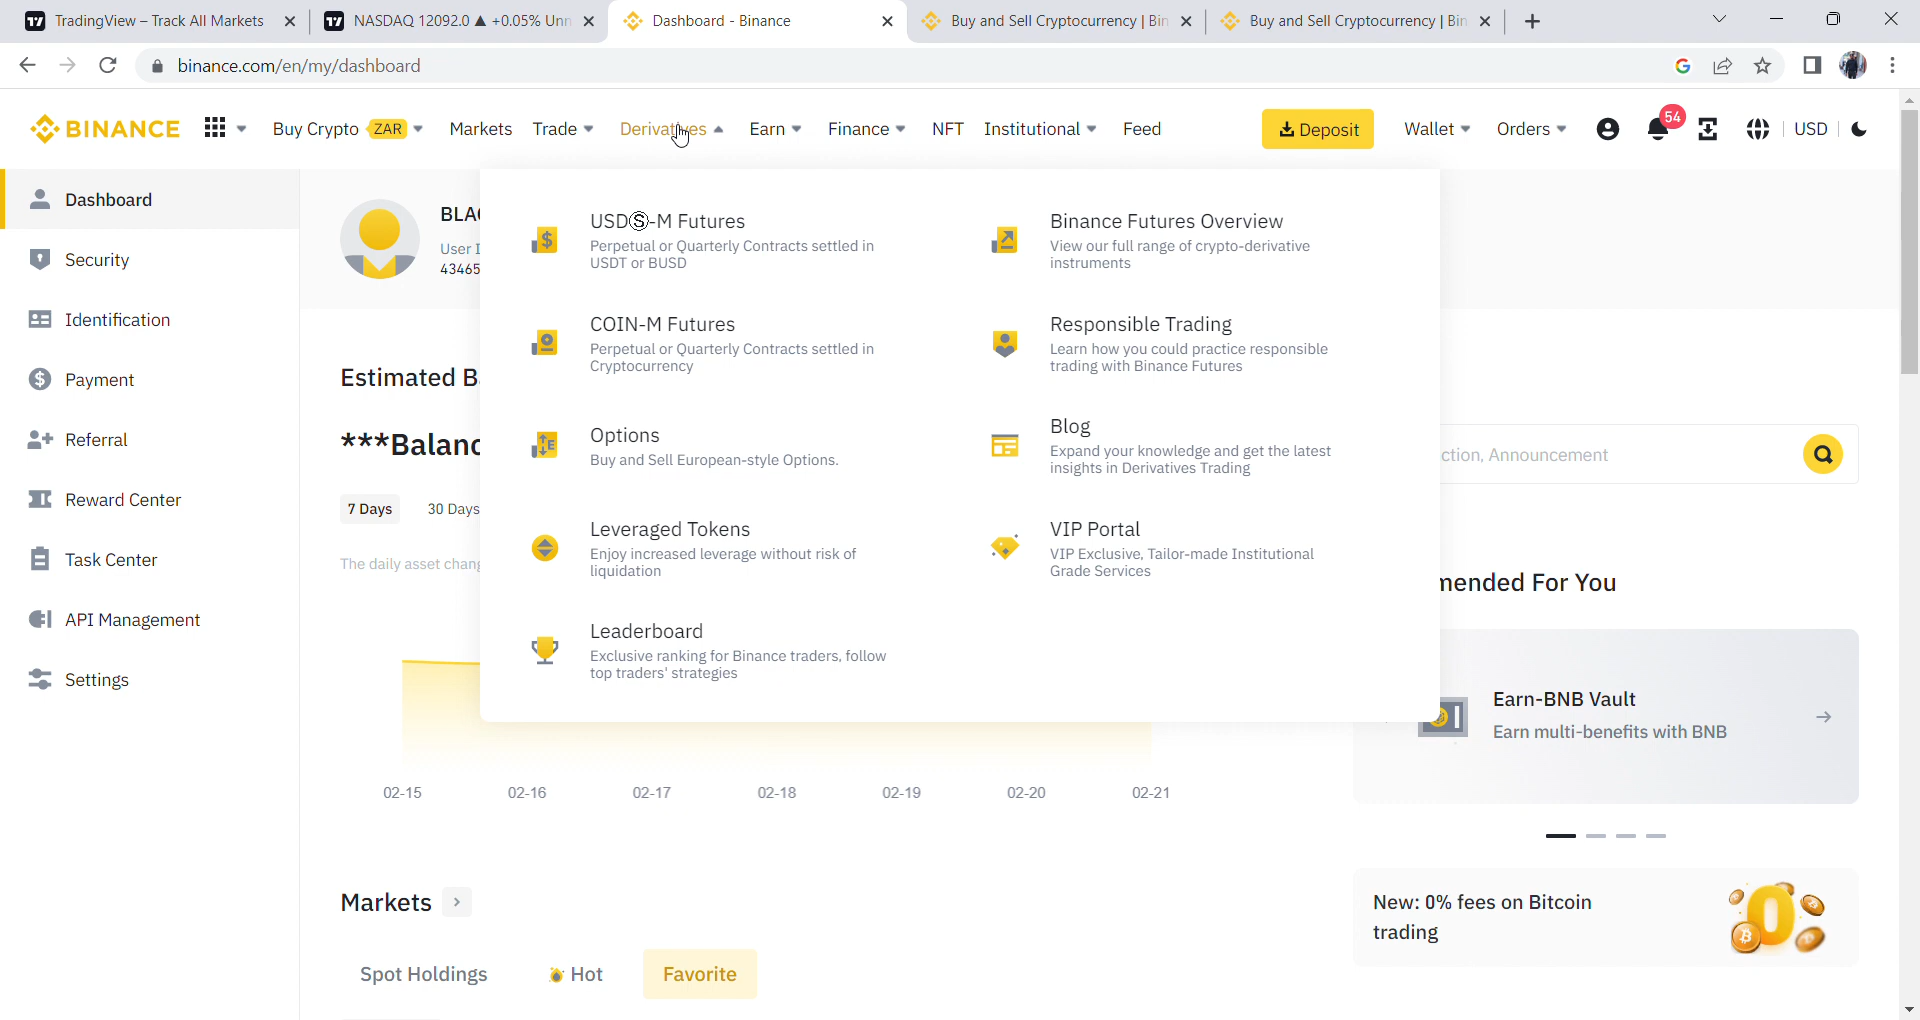 TradingView – Track All Markets
NASDAQ 12092.0 ▲ +0.05% Unn
Dashboard - Binance
Buy and Sell Cryptocurrency | Bin
Buy and Sell Cryptocurrency | Bin
binance.com/en/my/dashboard
BINANCE
Buy Crypto ZAR
Markets
Trade
Derivatives
Earn
Finance
NFT
Institutional
Feed
Deposit
Wallet
Orders
54
USD
Dashboard
Security
Identification
Payment
Referral
Reward Center
Task Center
API Management
Settings
BLA
User I
43465
Estimated B
***Balanc
7 Days
30 Days
The daily asset chang
USDⓈ-M Futures
Perpetual or Quarterly Contracts settled in
USDT or BUSD
COIN-M Futures
Perpetual or Quarterly Contracts settled in
Cryptocurrency
Options
Buy and Sell European-style Options.
Leveraged Tokens
Enjoy increased leverage without risk of
liquidation
Leaderboard
Exclusive ranking for Binance traders, follow
top traders' strategies
Binance Futures Overview
View our full range of crypto-derivative
instruments
Responsible Trading
Learn how you could practice responsible
trading with Binance Futures
Blog
Expand your knowledge and get the latest
insights in Derivatives Trading
VIP Portal
VIP Exclusive, Tailor-made Institutional
Grade Services
ction, Announcement
mended For You
Earn-BNB Vault
Earn multi-benefits with BNB
02-15
02-16
02-17
02-18
02-19
02-20
02-21
New: 0% fees on Bitcoin
trading
Markets
Spot Holdings
Hot
Favorite